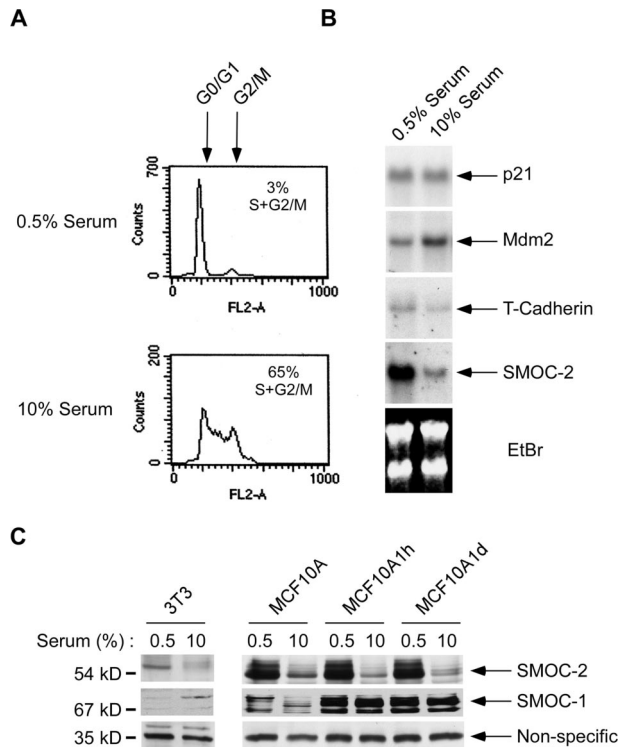 A
B
G0/G1
G2/M
0.5% Serum
700
Counts
0
3%
S+G2/M
0
1000
FL2-A
10% Serum
200
Counts
0
65%
S+G2/M
0
1000
FL2-A
0.5% Serum
10% Serum
p21
Mdm2
T-Cadherin
SMOC-2
EtBr
C
3T3
MCF10A
MCF10A1h
MCF10A1d
Serum (%) : 0.5 10 0.5 10 0.5 10 0.5 10
54 kD
SMOC-2
67 kD
SMOC-1
35 kD
Non-specific